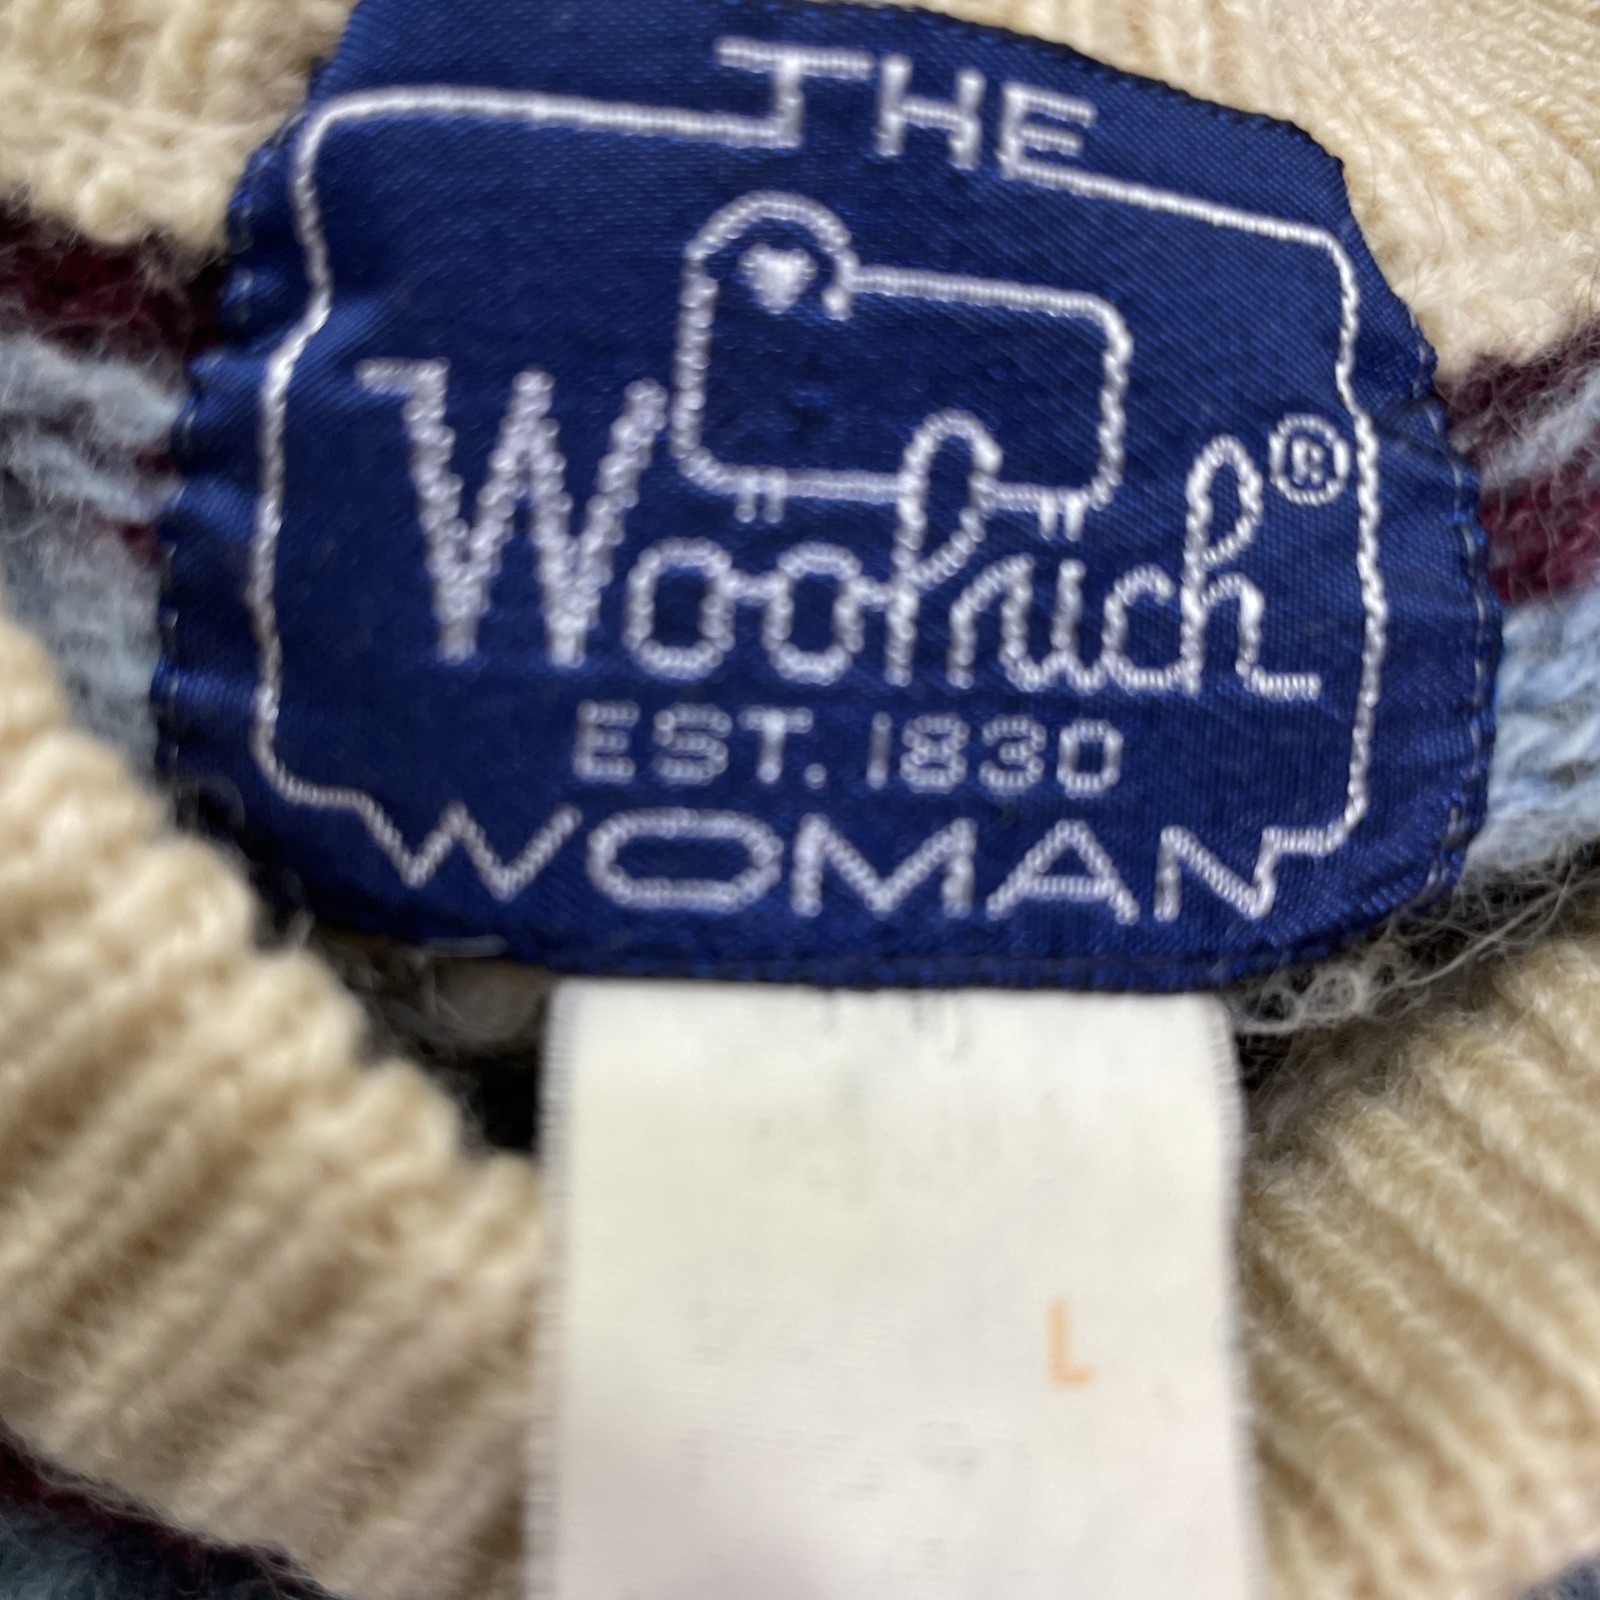 THE
Woolrich®
EST. 1830
WOMAN
L